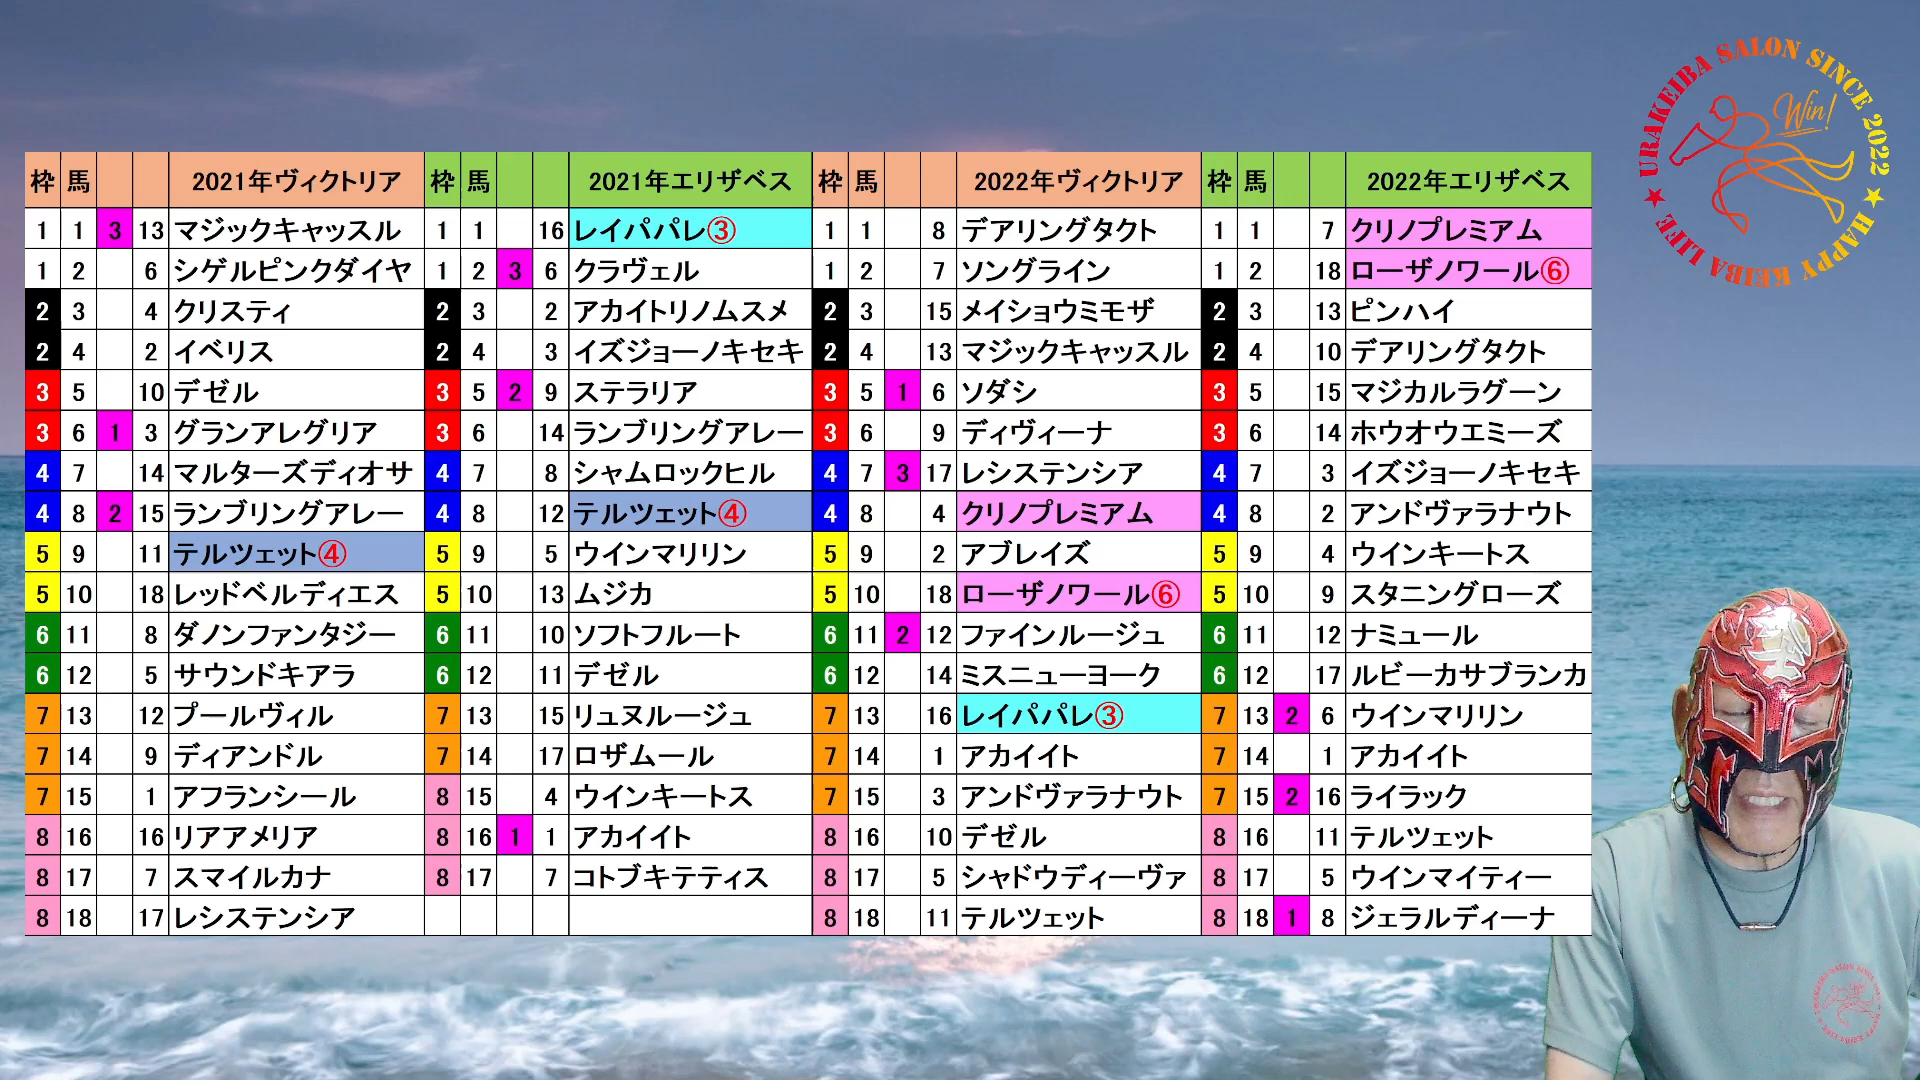 枠 馬 2021年ヴィクトリア 枠 馬 2021年エリザベス 枠 馬 2022年ヴィクトリア 枠 馬 2022年エリザベス
1 1 3 13 マジックキャッスル 1 1 16 レイパパレ③ 1 1 8 デアリングタクト 1 1 7 クリノプレミアム
1 2 6 シゲルピンクダイヤ 1 2 3 6 クラヴェル 1 2 7 ソングライン 1 2 18 ローザノワール⑥
2 3 4 クリスティ 2 3 2 アカイトリノムスメ 2 3 15 メイショウミモザ 2 3 13 ピンハイ
2 4 2 イベリス 2 4 3 イズジョーノキセキ 2 4 13 マジックキャッスル 2 4 10 デアリングタクト
3 5 10 デゼル 3 5 2 9 ステラリア 3 5 1 6 ソダシ 3 5 15 マジカルラグーン
3 6 1 3 グランアレグリア 3 6 14 ランブリングアレー 3 6 9 ディヴィーナ 3 6 14 ホウオウエミーズ
4 7 14 マルターズディオサ 4 7 8 シャムロックヒル 4 7 3 17 レシステンシア 4 7 3 イズジョーノキセキ
4 8 2 15 ランブリングアレー 4 8 12 テルツェット④ 4 8 4 クリノプレミアム 4 8 2 アンドヴァラナウト
5 9 11 テルツェット④ 5 9 5 ウインマリリン 5 9 2 アブレイズ 5 9 4 ウインキートス
5 10 18 レッドベルディエス 5 10 13 ムジカ 5 10 18 ローザノワール⑥ 5 10 9 スタニングローズ
6 11 8 ダノンファンタジー 6 11 10 ソフトフルート 6 11 2 12 ファインルージュ 6 11 12 ナミュール
6 12 5 サウンドキアラ 6 12 11 デゼル 6 12 14 ミスニューヨーク 6 12 17 ルビーカサブランカ
7 13 12 プールヴィル 7 13 15 リュヌルージュ 7 13 16 レイパパレ③ 7 13 2 6 ウインマリリン
7 14 9 ディアンドル 7 14 17 ロザムール 7 14 1 アカイイト 7 14 1 アカイイト
7 15 1 アフランシール 8 15 4 ウインキートス 7 15 3 アンドヴァラナウト 7 15 2 16 ライラック
8 16 16 リアアメリア 8 16 1 1 アカイイト 8 16 10 デゼル 8 16 11 テルツェット
8 17 7 スマイルカナ 8 17 7 コトブキテティス 8 17 5 シャドウディーヴァ 8 17 5 ウインマイティー
8 18 17 レシステンシア 8 18 11 テルツェット 8 18 1 8 ジェラルディーナ
★ URAKEIBA SALON SINCE 2022 ★ HAPPY KEIBA LIFE
Win!